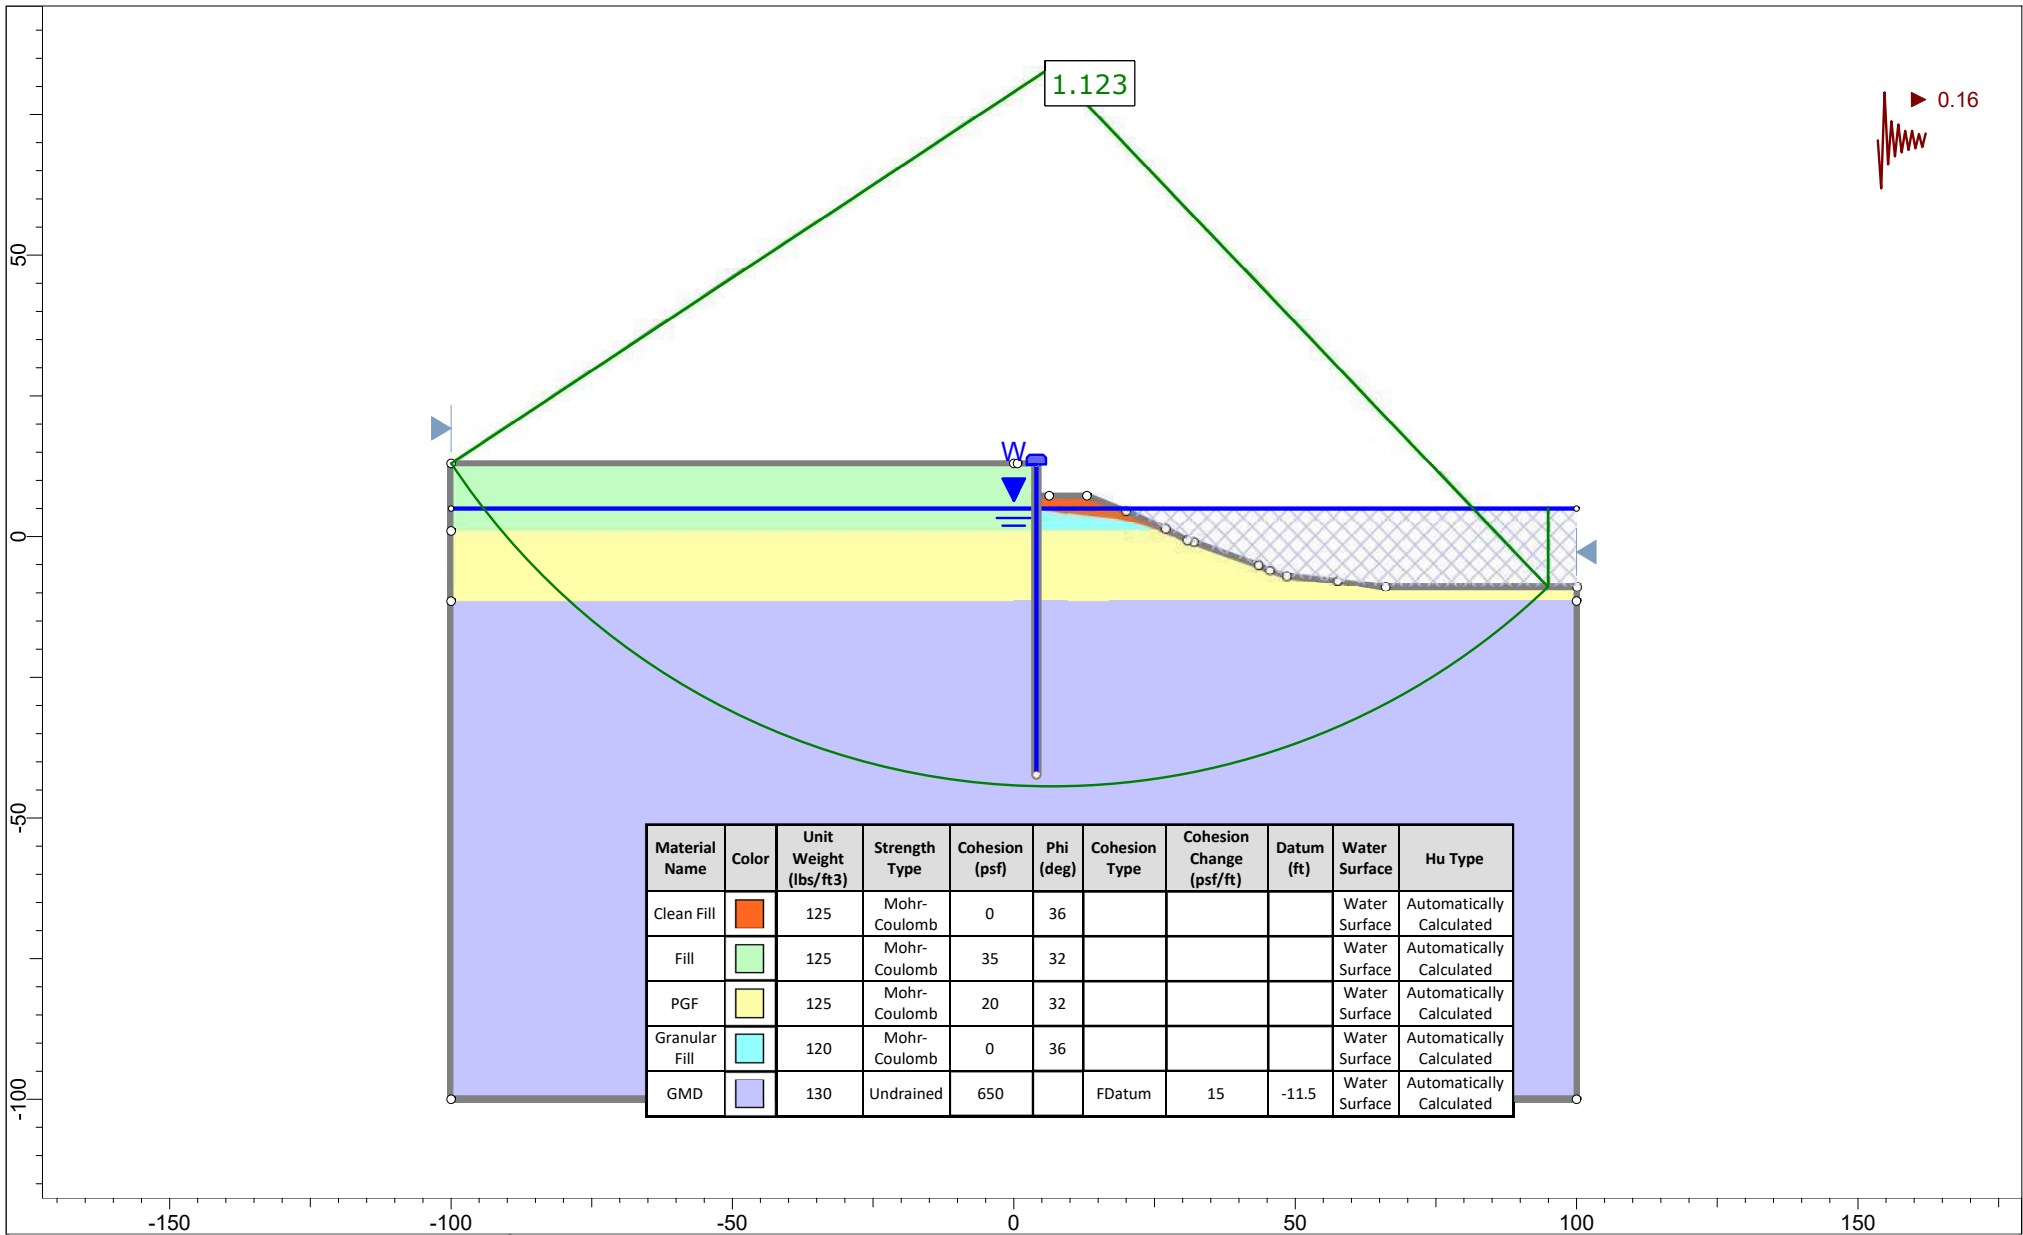 1.123
0.16
50
0
-50
-100
W
Material Name Color Unit Weight (lbs/ft3) Strength Type Cohesion (psf) Phi (deg) Cohesion Type Cohesion Change (psf/ft) Datum (ft) Water Surface Hu Type
Clean Fill 125 Mohr-Coulomb 0 36 Water Surface Automatically Calculated
Fill 125 Mohr-Coulomb 35 32 Water Surface Automatically Calculated
PGF 125 Mohr-Coulomb 20 32 Water Surface Automatically Calculated
Granular Fill 120 Mohr-Coulomb 0 36 Water Surface Automatically Calculated
GMD 130 Undrained 650 FDatum 15 -11.5 Water Surface Automatically Calculated
-150 -100 -50 0 50 100 150